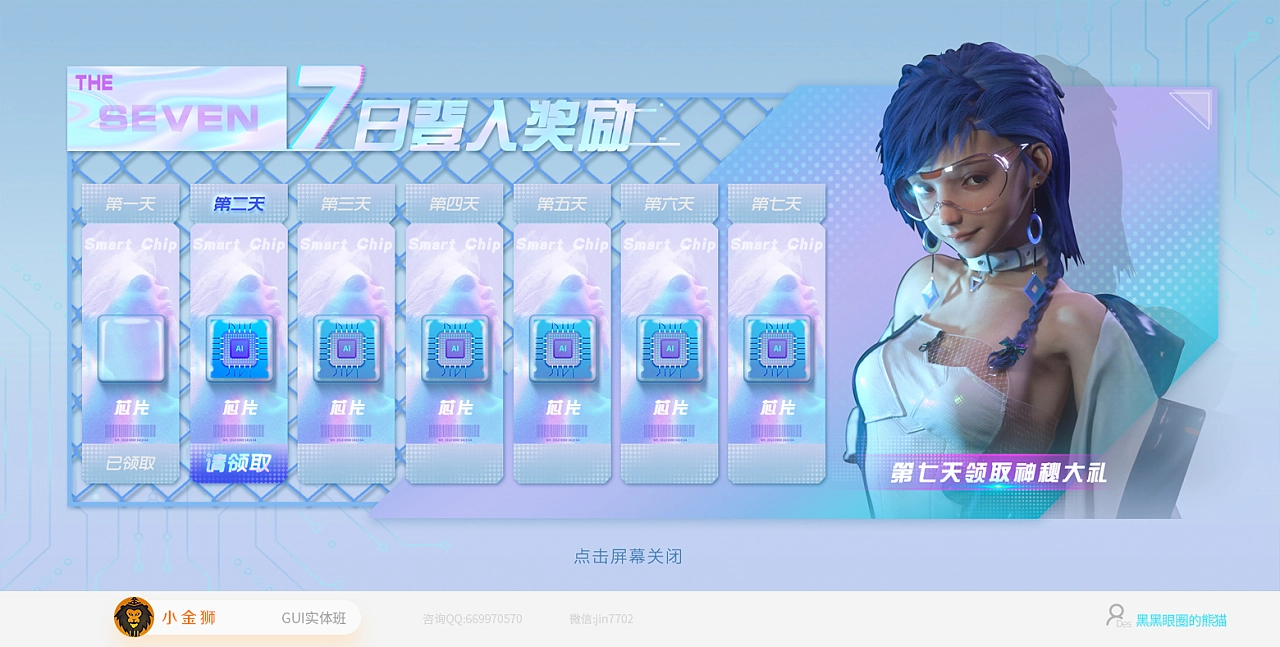 THE
SEVEN
7日登入奖励
第一天 第二天 第三天 第四天 第五天 第六天 第七天
Smart Chip Smart Chip Smart Chip Smart Chip Smart Chip Smart Chip Smart Chip
AI AI AI AI AI AI
芯片 芯片 芯片 芯片 芯片 芯片 芯片
已领取 请领取
第七天领取神秘大礼
点击屏幕关闭
小金狮 GUI实体班 咨询QQ:669970570 微信:jin7702 Des 黑黑眼圈的熊猫